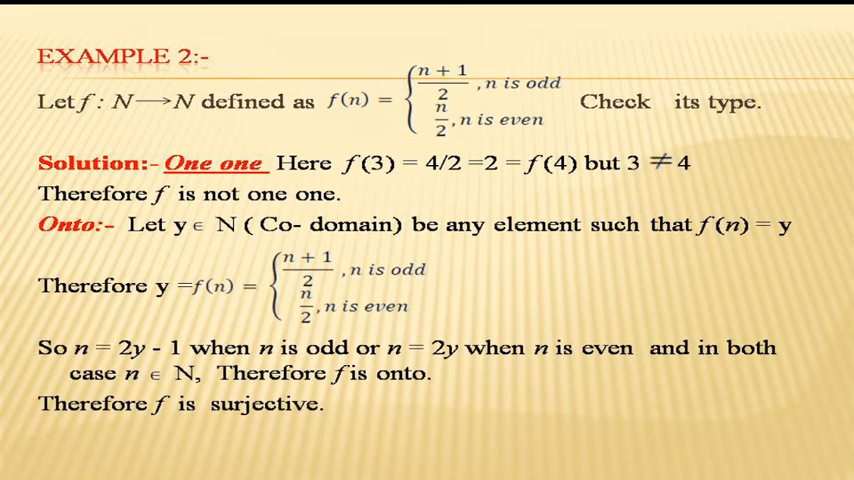 EXAMPLE 2:-
Let f : N → N defined as f(n) = { (n + 1)/2 , n is odd; n/2 , n is even   Check its type.
Solution:- One one Here f(3) = 4/2 =2 = f(4) but 3 ≠ 4
Therefore f is not one one.
Onto:- Let y ∈ N ( Co- domain) be any element such that f(n) = y
Therefore y =f(n) = { (n + 1)/2 , n is odd; n/2 , n is even
So n = 2y - 1 when n is odd or n = 2y when n is even and in both
case n ∈ N, Therefore f is onto.
Therefore f is surjective.